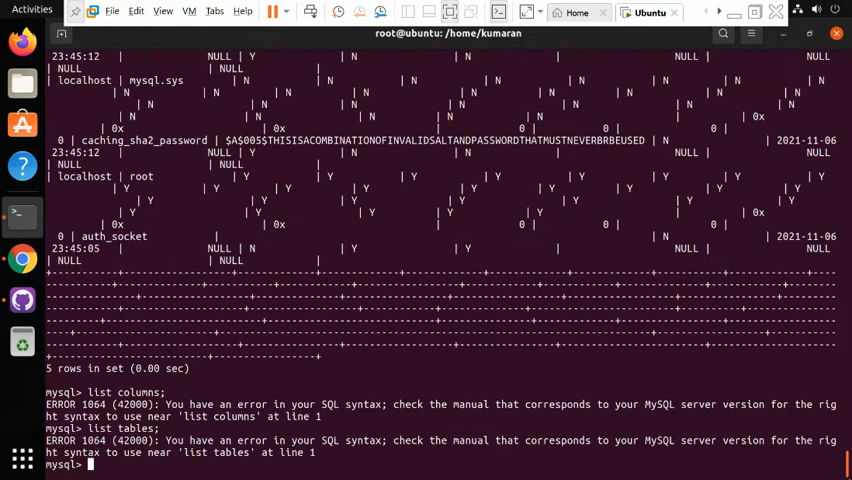 Activities
File Edit View VM Tabs Help
Home
Ubuntu
root@ubuntu: /home/kumaran
23:45:12 | NULL | Y | N | N | NULL | NULL
| NULL | NULL |
| localhost | mysql.sys | N | N | N | N | N | N | N
| N | N | N | N | N | N | N
| N | N | N | N | N
| N | N | N | N | | 0x
| 0x | 0x | 0 | 0 | 0 |
0 | caching_sha2_password | $A$005$THISISACOMBINATIONOFINVALIDSALTANDPASSWORDTHATMUSTNEVERBRBEUSED | N | 2021-11-06
23:45:12 | NULL | Y | Y | N | NULL | NULL
| NULL | NULL |
| localhost | root | Y | Y | Y | Y | Y | Y | Y
| Y | Y | Y | Y | Y | Y | Y
| Y | Y | Y | Y | Y
| Y | Y | Y | Y | | 0x
| 0x | 0x | 0 | 0 | 0 |
0 | auth_socket | | N | 2021-11-06
23:45:05 | NULL | N | Y | Y | NULL | NULL
| NULL | NULL |
5 rows in set (0.00 sec)
mysql> list columns;
ERROR 1064 (42000): You have an error in your SQL syntax; check the manual that corresponds to your MySQL server version for the rig
ht syntax to use near 'list columns' at line 1
mysql> list tables;
ERROR 1064 (42000): You have an error in your SQL syntax; check the manual that corresponds to your MySQL server version for the rig
ht syntax to use near 'list tables' at line 1
mysql>